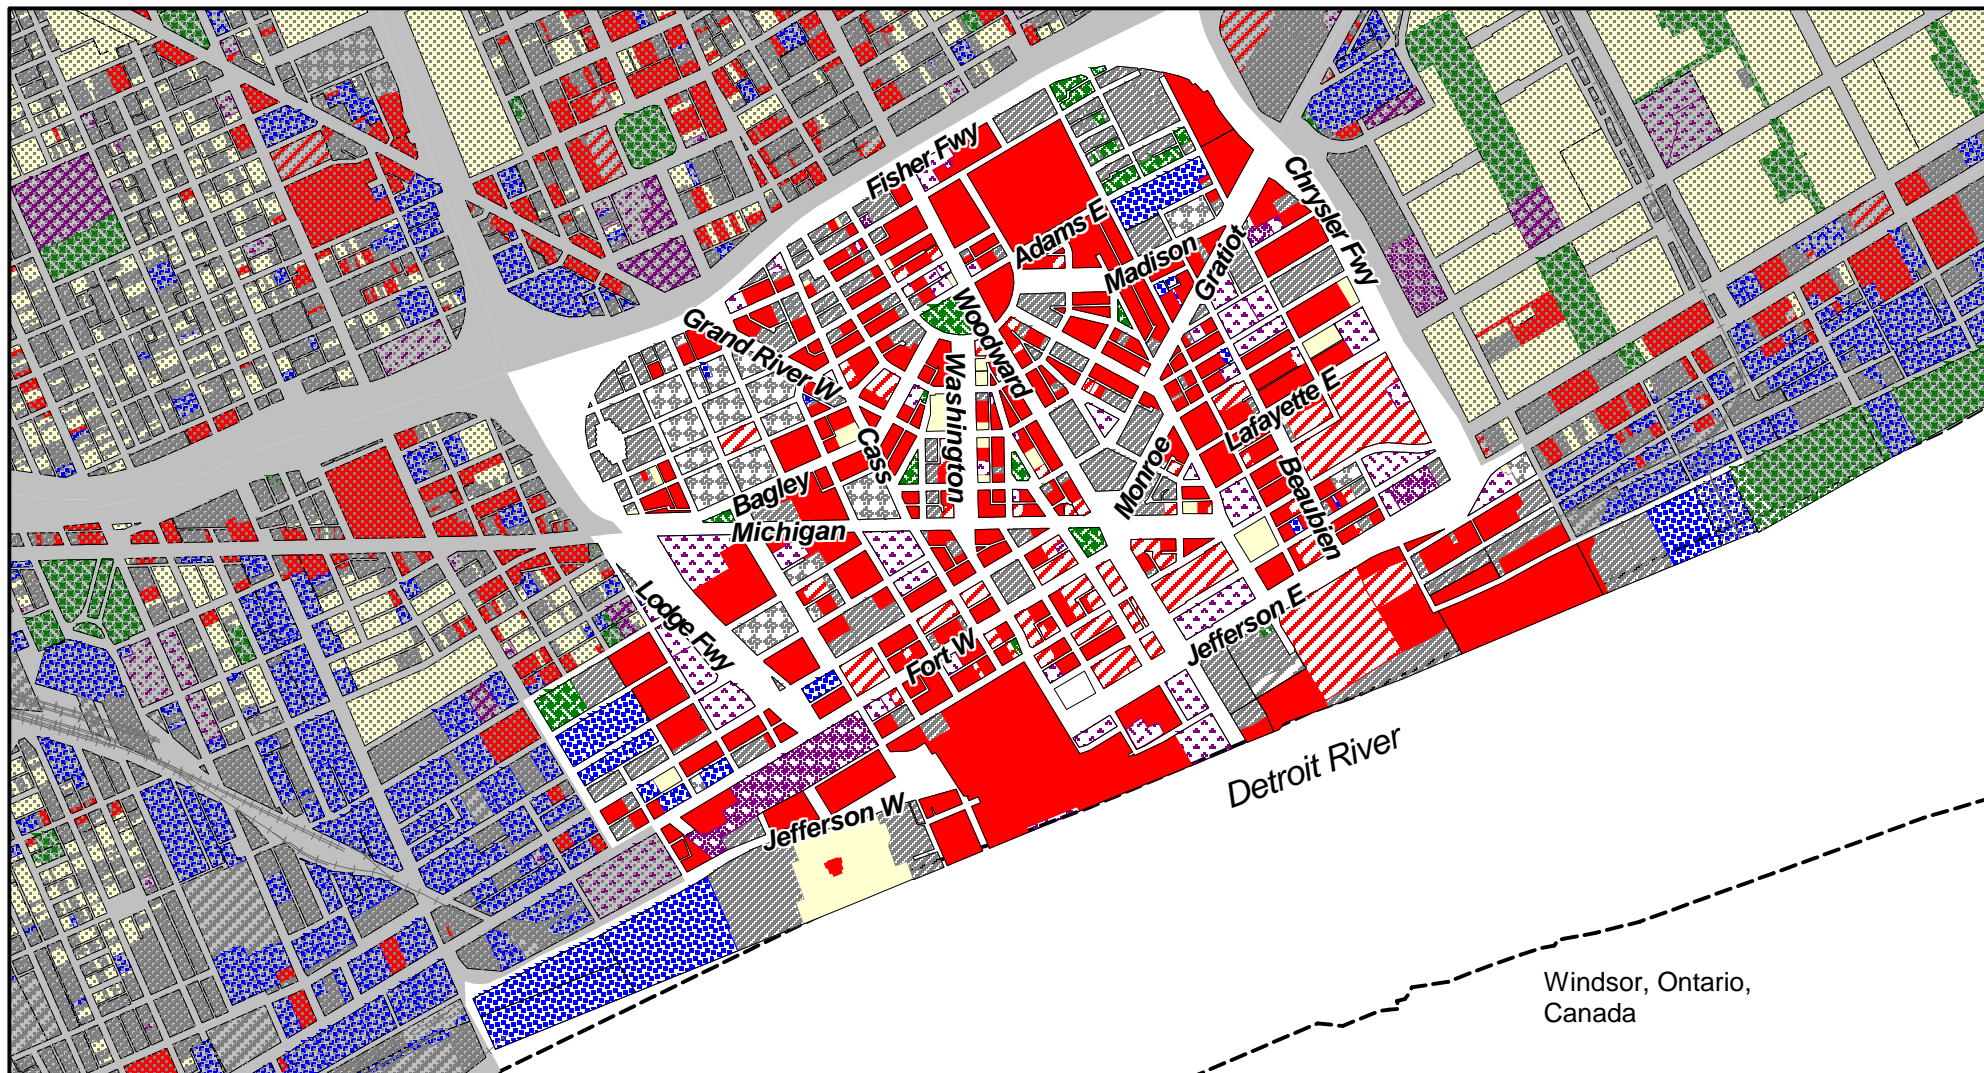 Fisher Fwy
Chrysler Fwy
Adams E
Madison
Gratiot
Grand River W
Woodward
Washington
Cass
Lafayette E
Monroe
Beaubien
Bagley
Michigan
Lodge Fwy
Fort W
Jefferson E
Jefferson W
Detroit River
Windsor, Ontario,
Canada